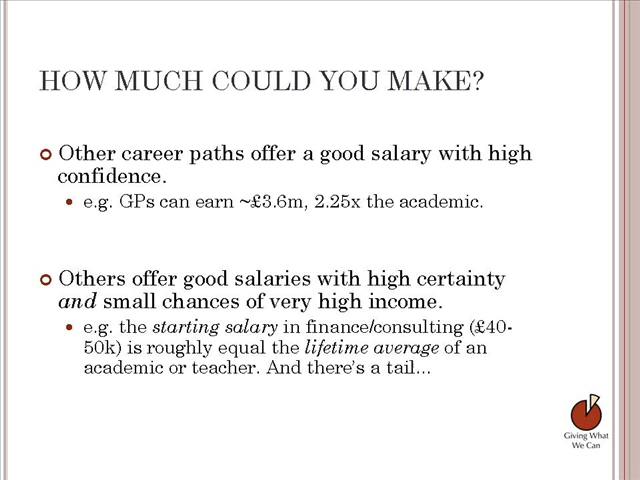 HOW MUCH COULD YOU MAKE?
Other career paths offer a good salary with high
confidence.
e.g. GPs can earn ~£3.6m, 2.25x the academic.
Others offer good salaries with high certainty
and small chances of very high income.
e.g. the starting salary in finance/consulting (£40-
50k) is roughly equal the lifetime average of an
academic or teacher. And there's a tail...
Giving What
We Can